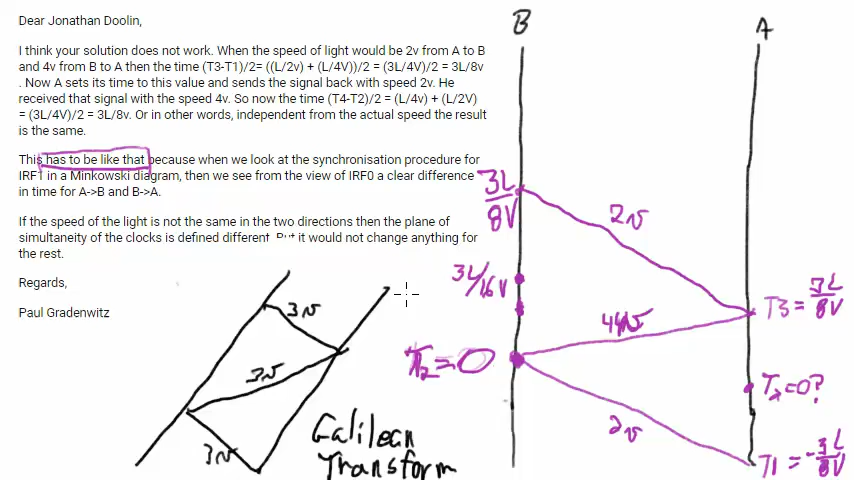 Dear Jonathan Doolin,
I think your solution does not work. When the speed of light would be 2v from A to B
and 4v from B to A then the time (T3-T1)/2= ((L/2v) + (L/4V))/2 = (3L/4V)/2 = 3L/8v
. Now A sets its time to this value and sends the signal back with speed 2v. He
received that signal with the speed 4v. So now the time (T4-T2)/2 = (L/4v) + (L/2V)
= (3L/4V)/2 = 3L/8v. Or in other words, independent from the actual speed the result
is the same.
This has to be like that because when we look at the synchronisation procedure for
IRF1 in a Minkowski diagram, then we see from the view of IRF0 a clear difference
in time for A->B and B->A.
If the speed of the light is not the same in the two directions then the plane of
simultaneity of the clocks is defined different it would not change anything for
the rest.
Regards,
Paul Gradenwitz
3v
3v
3v
Galilean
Transform
B
A
3L
8V
2v
3L/16V
T3 = 3L
8V
T2=0
T2=0?
2v
T1 = -3L
8V